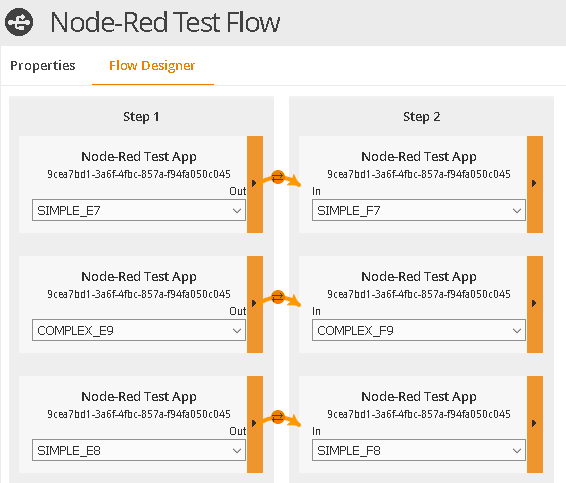 Node-Red Test Flow
Properties
Flow Designer
Step 1
Step 2
Node-Red Test App
9cea7bd1-3a6f-4fbc-857a-f94fa050c045
Out
SIMPLE_E7
Node-Red Test App
9cea7bd1-3a6f-4fbc-857a-f94fa050c045
In
SIMPLE_F7
Node-Red Test App
9cea7bd1-3a6f-4fbc-857a-f94fa050c045
Out
COMPLEX_E9
Node-Red Test App
9cea7bd1-3a6f-4fbc-857a-f94fa050c045
In
COMPLEX_F9
Node-Red Test App
9cea7bd1-3a6f-4fbc-857a-f94fa050c045
Out
SIMPLE_E8
Node-Red Test App
9cea7bd1-3a6f-4fbc-857a-f94fa050c045
In
SIMPLE_F8